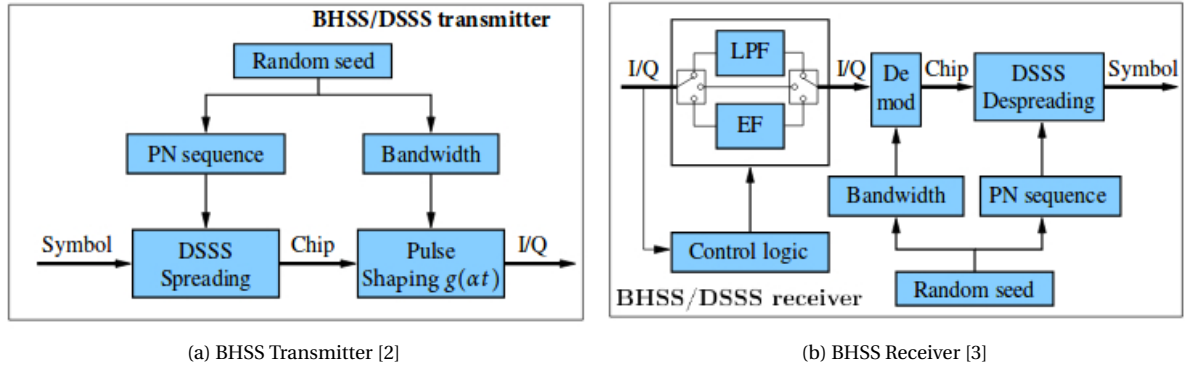 BHSS/DSSS transmitter
Random seed
PN sequence
Bandwidth
Symbol
DSSS
Spreading
Chip
Pulse
Shaping g(αt)
I/Q
(a) BHSS Transmitter [2]
I/Q
LPF
EF
I/Q
De
mod
Chip
DSSS
Despreading
Symbol
Bandwidth
PN sequence
Control logic
Random seed
BHSS/DSSS receiver
(b) BHSS Receiver [3]